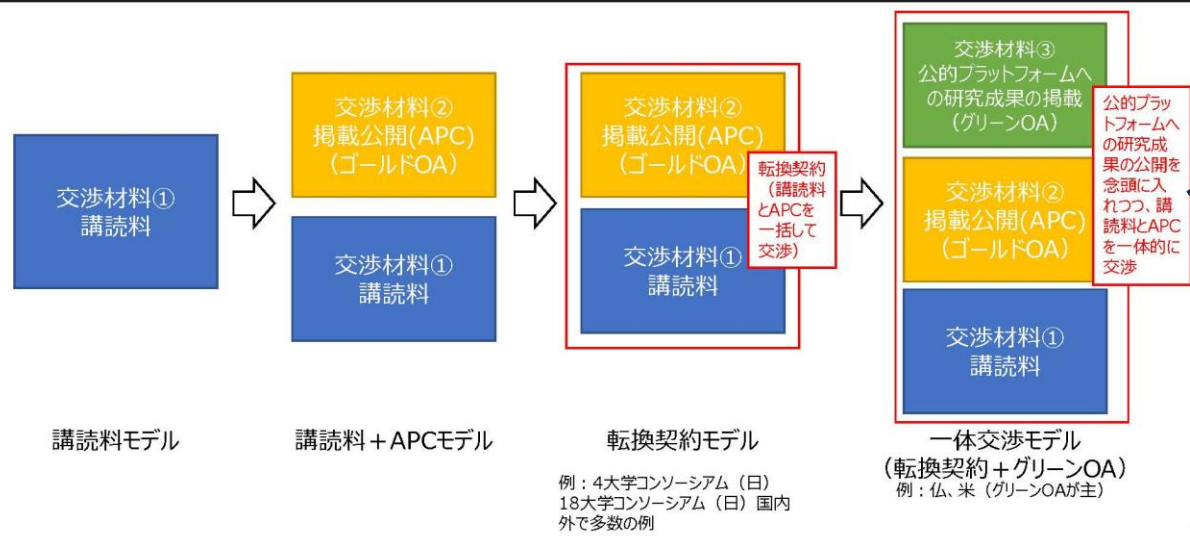 交渉材料①
講読料
講読料モデル
交渉材料②
掲載公開(APC)
(ゴールドOA)
交渉材料①
講読料
講読料＋APCモデル
交渉材料②
掲載公開(APC)
(ゴールドOA)
交渉材料①
講読料
転換契約
（講読料
とAPCを
一括して
交渉）
転換契約モデル
例：4大学コンソーシアム（日）
18大学コンソーシアム（日）国内
外で多数の例
交渉材料③
公的プラットフォームへ
の研究成果の掲載
(グリーンOA)
交渉材料②
掲載公開(APC)
(ゴールドOA)
交渉材料①
講読料
公的プラッ
トフォームへ
の研究成
果の公開を
念頭に入
れつつ、講
読料とAPC
を一体的に
交渉
一体交渉モデル
（転換契約＋グリーンOA）
例：仏、米（グリーンOAが主）